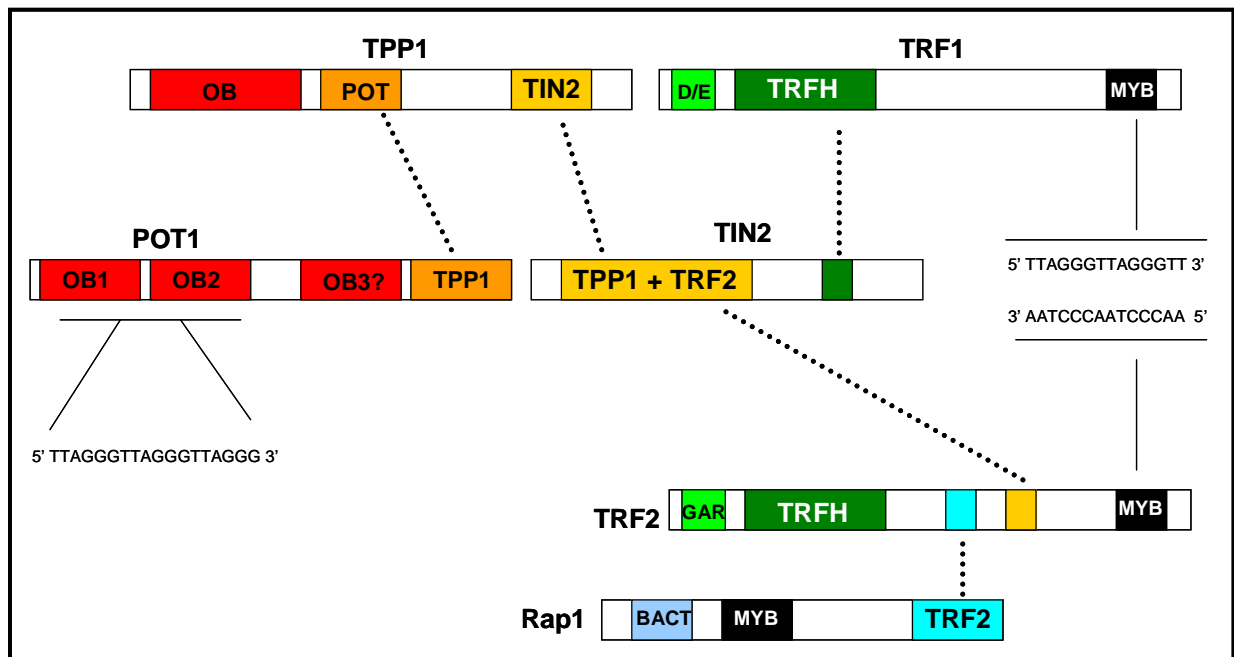 TPP1
TRF1
OB POT TIN2
D/E TRFH MYB
POT1
TIN2
OB1 OB2 OB3? TPP1
TPP1 + TRF2
5’ TTAGGGTTAGGGTT 3’
3’ AATCCCAATCCCAA 5’
5’ TTAGGGTTAGGGTTAGGG 3’
TRF2
GAR TRFH MYB
Rap1
BACT MYB TRF2